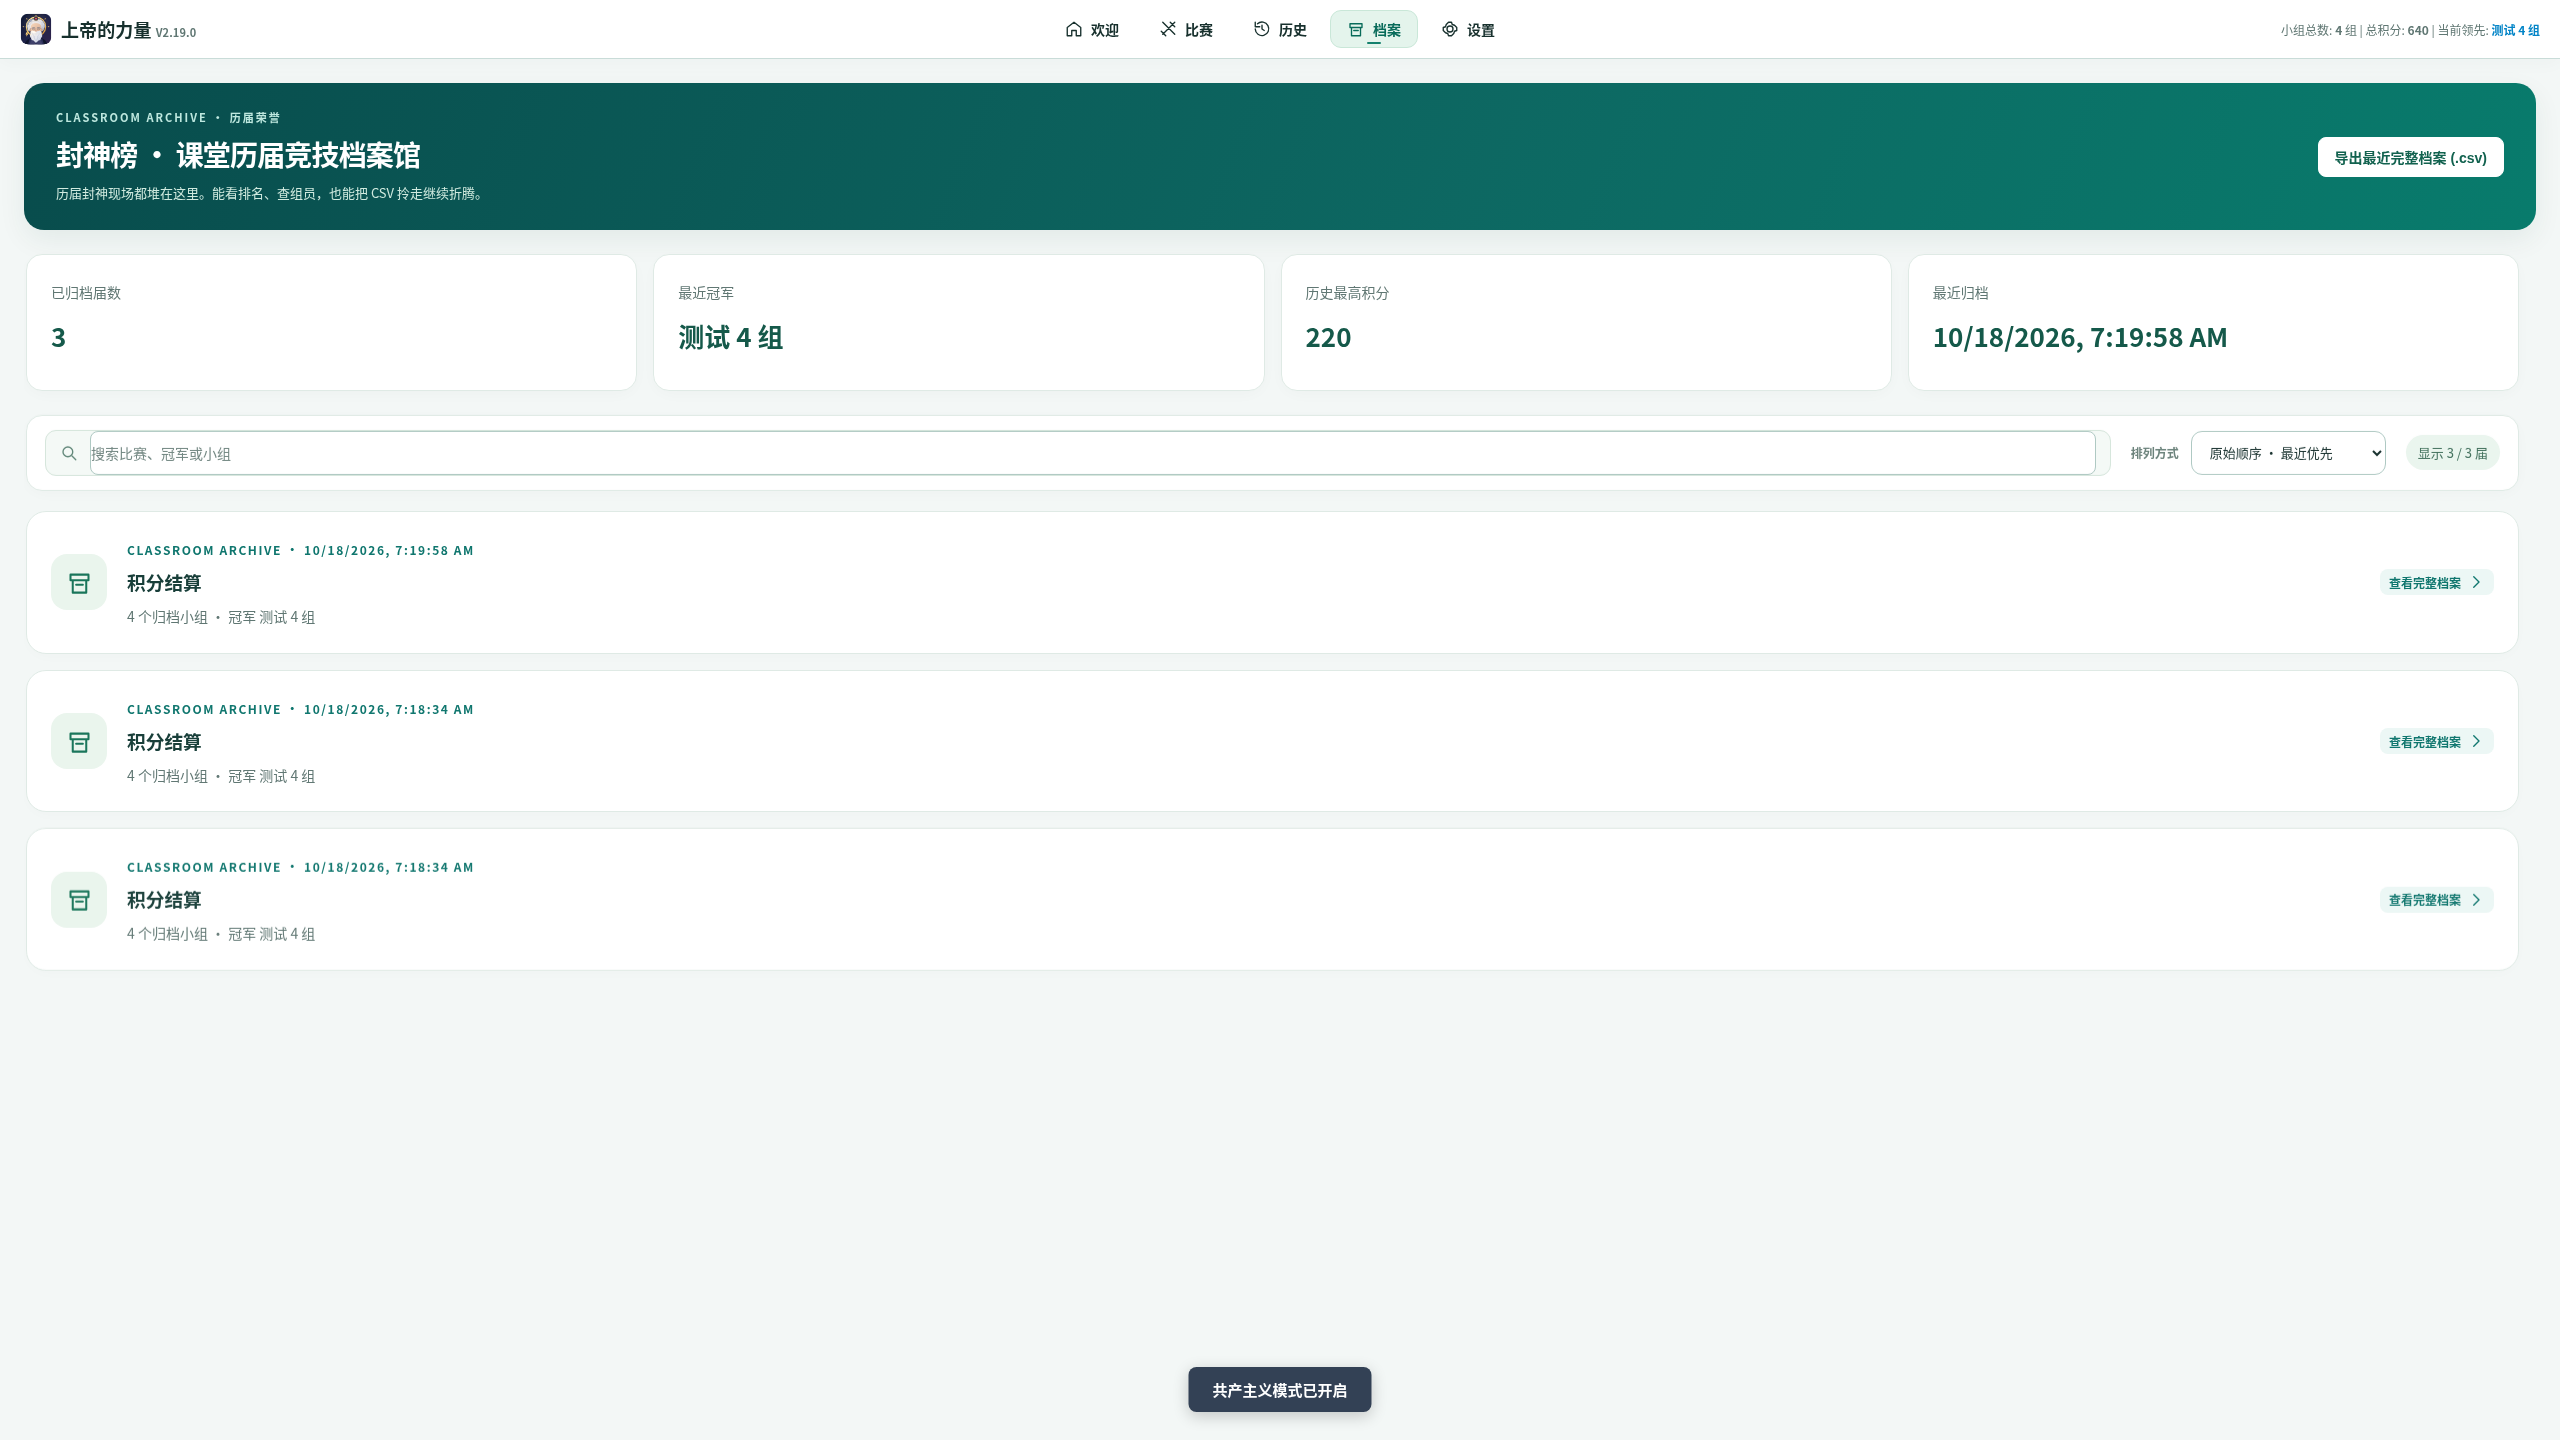 上帝的力量 V2.19.0
欢迎
比赛
历史
档案
设置
小组总数: 4 组 | 总积分: 640 | 当前领先: 测试 4 组
CLASSROOM ARCHIVE · 历届荣誉
封神榜 · 课堂历届竞技档案馆
历届封神现场都堆在这里。能看排名、查组员，也能把 CSV 拎走继续折腾。
导出最近完整档案 (.csv)
已归档届数
3
最近冠军
测试 4 组
历史最高积分
220
最近归档
10/18/2026, 7:19:58 AM
搜索比赛、冠军或小组
排列方式
原始顺序 · 最近优先
显示 3 / 3 届
CLASSROOM ARCHIVE · 10/18/2026, 7:19:58 AM
积分结算
4 个归档小组 · 冠军 测试 4 组
查看完整档案
CLASSROOM ARCHIVE · 10/18/2026, 7:18:34 AM
积分结算
4 个归档小组 · 冠军 测试 4 组
查看完整档案
CLASSROOM ARCHIVE · 10/18/2026, 7:18:34 AM
积分结算
4 个归档小组 · 冠军 测试 4 组
查看完整档案
共产主义模式已开启